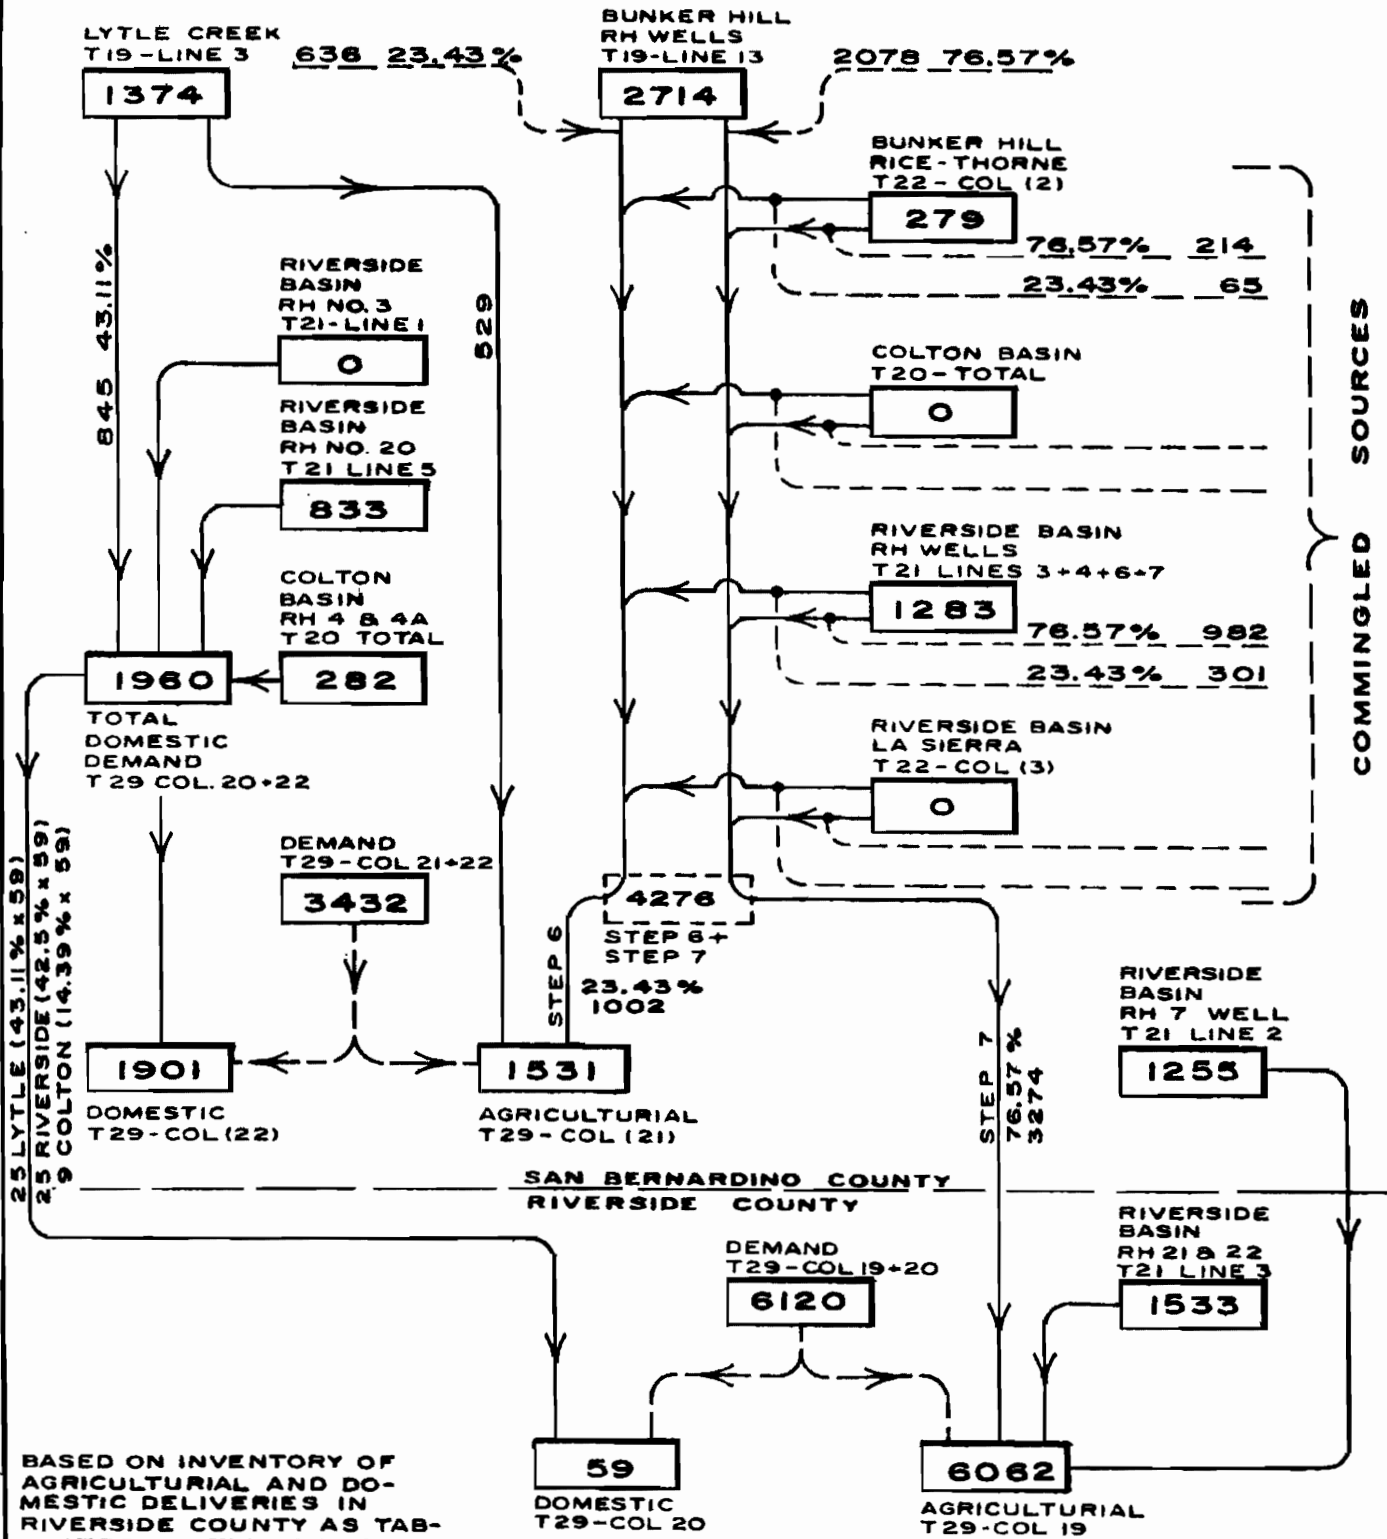 LYTLE CREEK
T19-LINE 3
1374
636 23.43%
BUNKER HILL
RH WELLS
T19-LINE 13
2714
2078 76.57%
BUNKER HILL
RICE-THORNE
T22-COL (2)
279
76.57% 214
23.43% 65
845 43.11%
529
RIVERSIDE
BASIN
RH NO. 3
T21-LINE 1
0
COLTON BASIN
T20-TOTAL
0
COMMINGLED SOURCES
RIVERSIDE
BASIN
RH NO. 20
T21 LINE 5
833
RIVERSIDE BASIN
RH WELLS
T21 LINES 3+4+6+7
1283
76.57% 982
23.43% 301
COLTON
BASIN
RH 4 & 4A
T20 TOTAL
282
1960
TOTAL
DOMESTIC
DEMAND
T29 COL. 20+22
RIVERSIDE BASIN
LA SIERRA
T22-COL (3)
0
25 LYTLE (43.11% x 59)
25 RIVERSIDE (42.5% x 59)
9 COLTON (14.39% x 59)
DEMAND
T29-COL 21+22
3432
4276
STEP 6+
STEP 7
STEP 6
23.43%
1002
1901
DOMESTIC
T29-COL (22)
1531
AGRICULTURIAL
T29-COL (21)
STEP 7
76.57%
3274
RIVERSIDE
BASIN
RH 7 WELL
T21 LINE 2
1255
SAN BERNARDINO COUNTY
RIVERSIDE COUNTY
DEMAND
T29-COL 19+20
6120
RIVERSIDE
BASIN
RH 21 & 22
T21 LINE 3
1533
59
DOMESTIC
T29-COL 20
6062
AGRICULTURIAL
T29-COL 19
BASED ON INVENTORY OF
AGRICULTURIAL AND DO-
MESTIC DELIVERIES IN
RIVERSIDE COUNTY AS TAB-